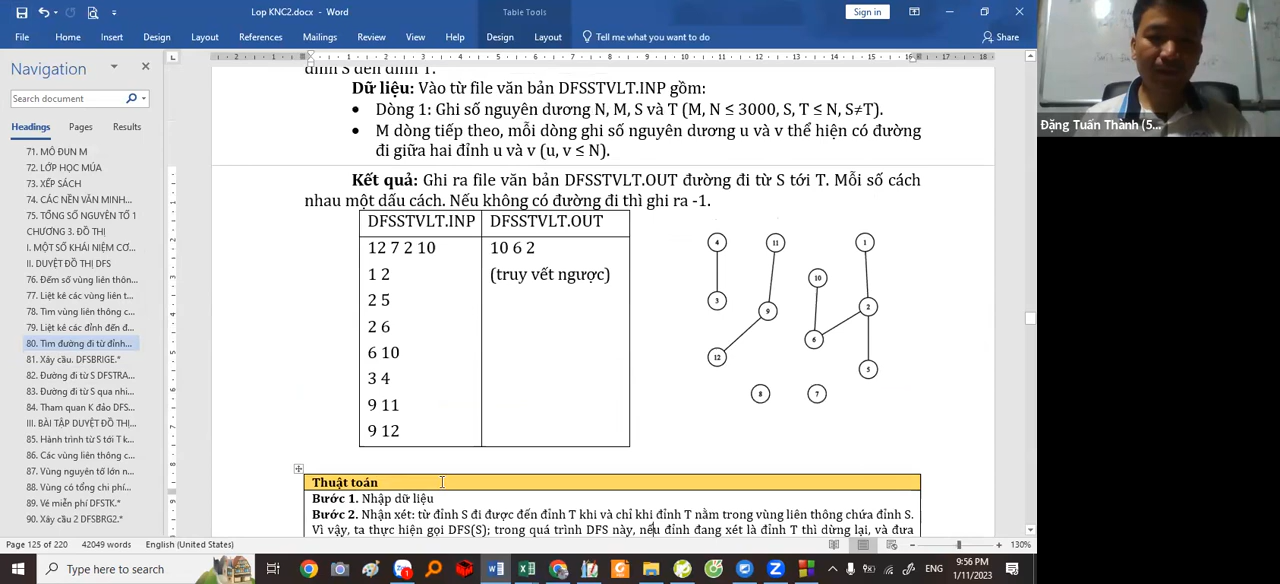 Lop KNC2.docx - Word
Table Tools
Sign in
File Home Insert Design Layout References Mailings Review View Help Design Layout Tell me what you want to do Share
Navigation
Search document
Headings Pages Results
71. MÔ ĐUN M
72. LỚP HỌC MÚA
73. XẾP SÁCH
74. CÁC NỀN VĂN MINH...
75. TỔNG SỐ NGUYÊN TỐ 1
CHƯƠNG 3. ĐỒ THỊ
I. MỘT SỐ KHÁI NIỆM CƠ...
II. DUYỆT ĐỒ THỊ DFS
76. Đếm số vùng liên thôn...
77. Liệt kê các vùng liên t...
78. Tìm vùng liên thông c...
79. Liệt kê các đỉnh đến đ...
80. Tìm đường đi từ đỉnh...
81. Xây cầu. DFSBRIGE.*
82. Đường đi từ S DFSTRA...
83. Đường đi từ S qua nhi...
84. Tham quan K đảo DFS...
III. BÀI TẬP DUYỆT ĐỒ THỊ...
85. Hành trình từ S tới T k...
86. Các vùng liên thông c...
87. Vùng có tổng lớn n...
88. Vùng có tổng chi phí...
89. Vé miễn phí DFSTK.*
90. Xây cầu 2 DFSBRG2.*
đỉnh S đến đỉnh T.
Dữ liệu: Vào từ file văn bản DFSSTVLT.INP gồm:
• Dòng 1: Ghi số nguyên dương N, M, S và T (M, N ≤ 3000, S, T ≤ N, S≠T).
• M dòng tiếp theo, mỗi dòng ghi số nguyên dương u và v thể hiện có đường
đi giữa hai đỉnh u và v (u, v ≤ N).
Kết quả: Ghi ra file văn bản DFSSTVLT.OUT đường đi từ S tới T. Mỗi số cách
nhau một dấu cách. Nếu không có đường đi thì ghi ra -1.
DFSSTVLT.INP DFSSTVLT.OUT
12 7 2 10 10 6 2
1 2 (truy vết ngược)
2 5
2 6
6 10
3 4
9 11
9 12
4 11 1
10
3 9 2
6
12 5
8 7
Thuật toán
Bước 1. Nhập dữ liệu
Bước 2. Nhận xét: từ đỉnh S đi được đến đỉnh T khi và chỉ khi đỉnh T nằm trong vùng liên thông chứa đỉnh S.
Vì vậy, ta thực hiện gọi DFS(S); trong quá trình DFS này, nếu đỉnh đang xét là đỉnh T thì dừng lại, và đưa
Page 125 of 220 42049 words English (United States) 130%
Type here to search
ENG
9:56 PM
1/11/2023
Đặng Tuấn Thành (5...